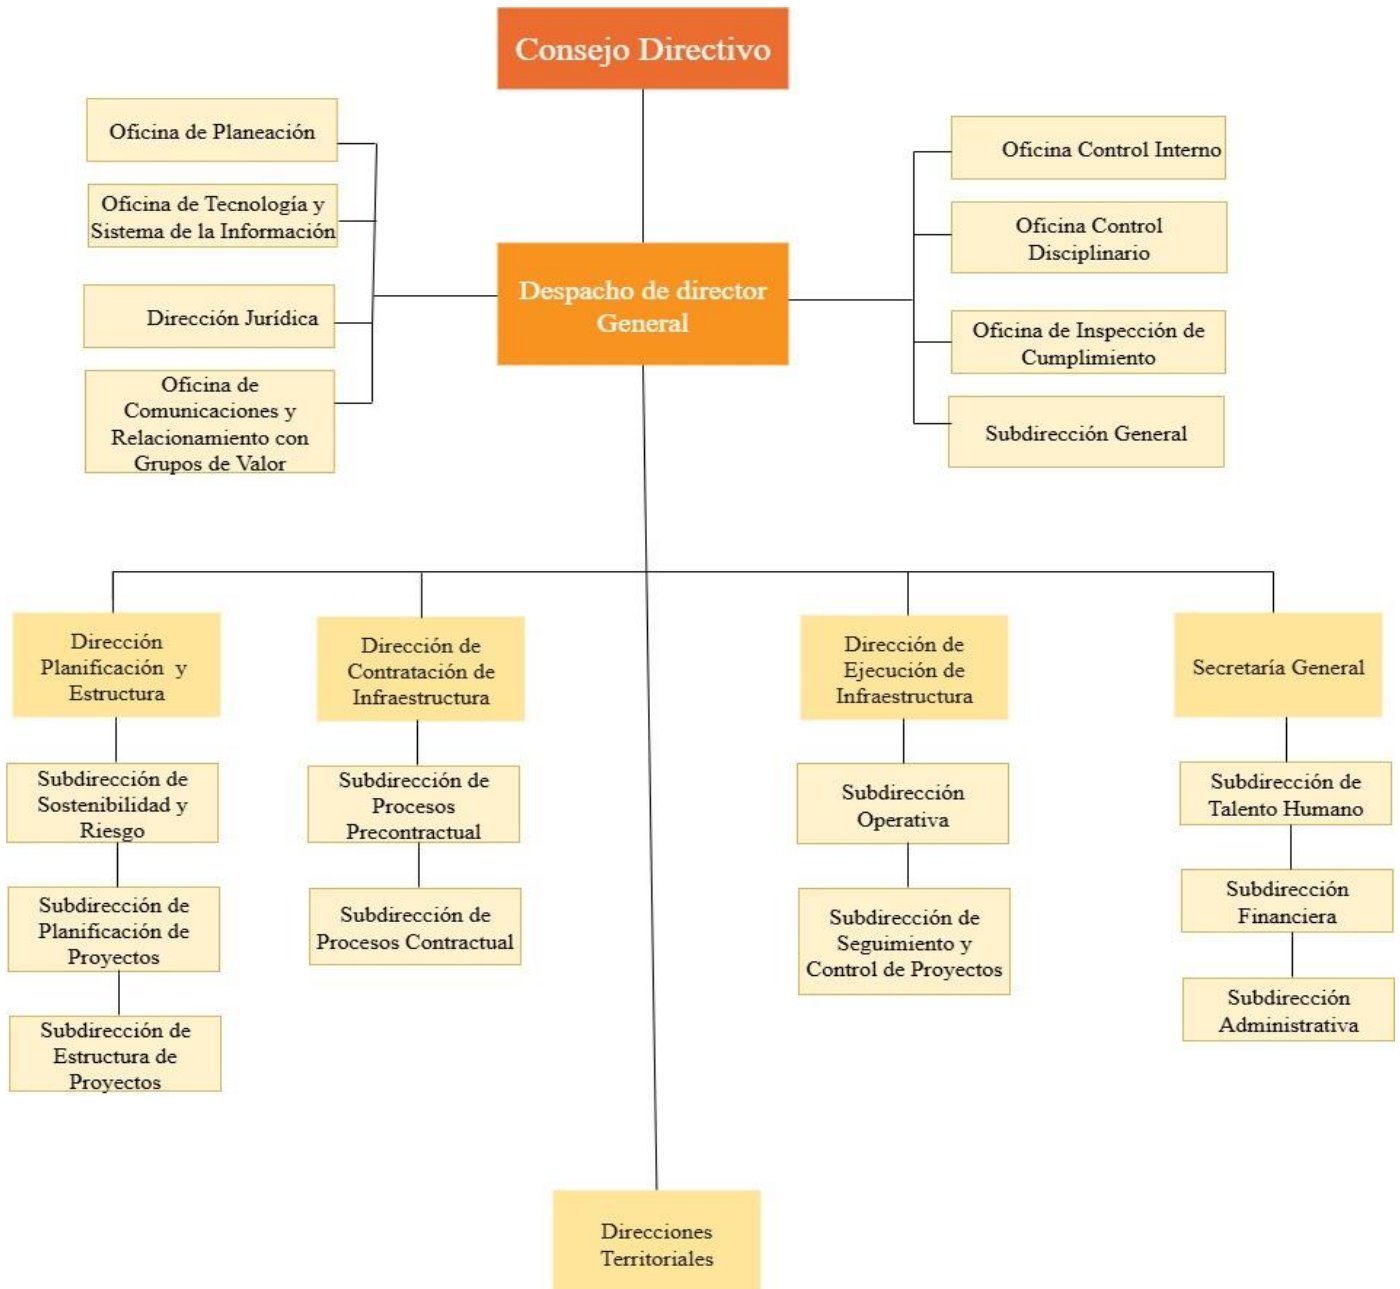 Consejo Directivo
Oficina de Planeación
Oficina de Tecnología y
Sistema de la Información
Dirección Jurídica
Oficina de
Comunicaciones y
Relacionamiento con
Grupos de Valor
Despacho de director
General
Oficina Control Interno
Oficina Control
Disciplinario
Oficina de Inspección de
Cumplimiento
Subdirección General
Dirección
Planificación y
Estructura
Subdirección de
Sostenibilidad y
Riesgo
Subdirección de
Planificación de
Proyectos
Subdirección de
Estructura de
Proyectos
Dirección de
Contratación de
Infraestructura
Subdirección de
Procesos
Precontractual
Subdirección de
Procesos Contractual
Dirección de
Ejecución de
Infraestructura
Subdirección
Operativa
Subdirección de
Seguimiento y
Control de Proyectos
Secretaría General
Subdirección de
Talento Humano
Subdirección
Financiera
Subdirección
Administrativa
Direcciones
Territoriales